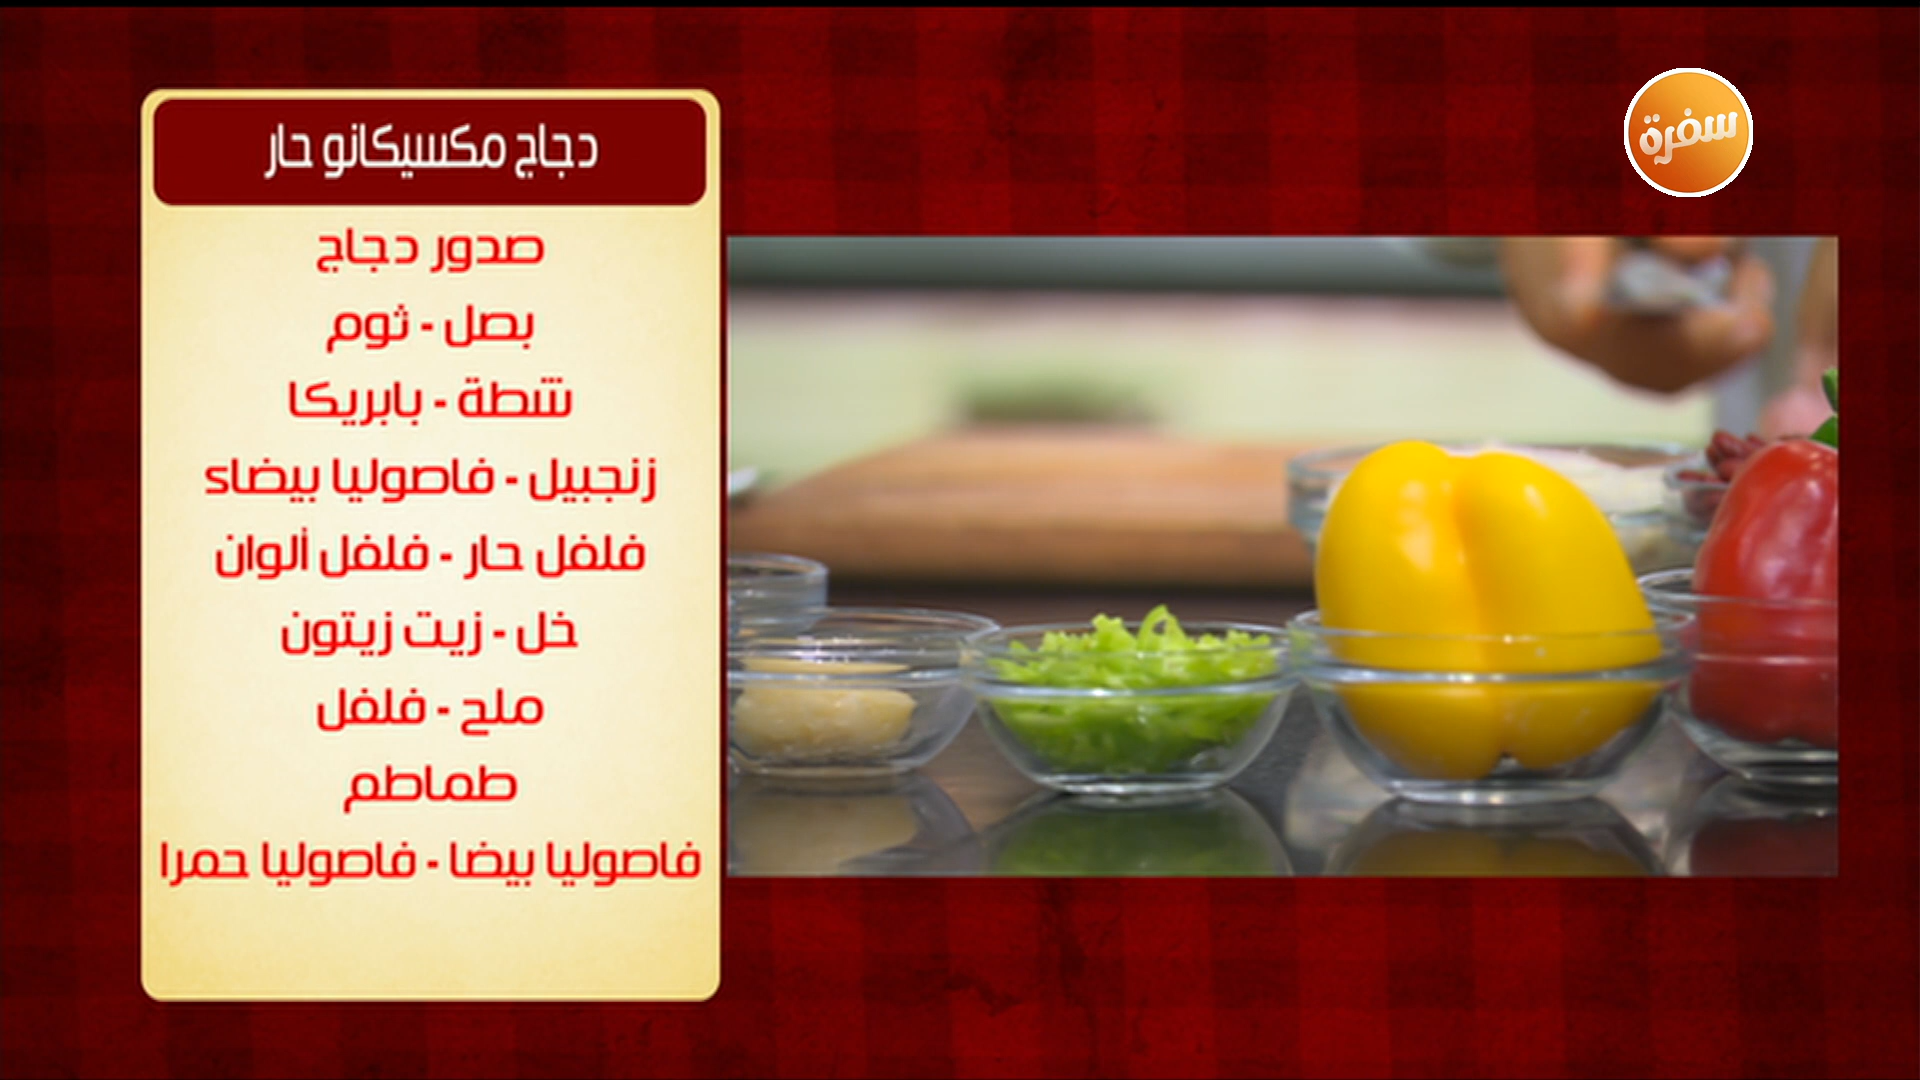 دجاج مكسيكانو حار
سفرة
صدور دجاج
بصل - ثوم
شطة - بابريكا
زنجبيل - فاصوليا بيضاء
فلفل حار - فلفل ألوان
خل - زيت زيتون
ملح - فلفل
طماطم
فاصوليا بيضا - فاصوليا حمرا